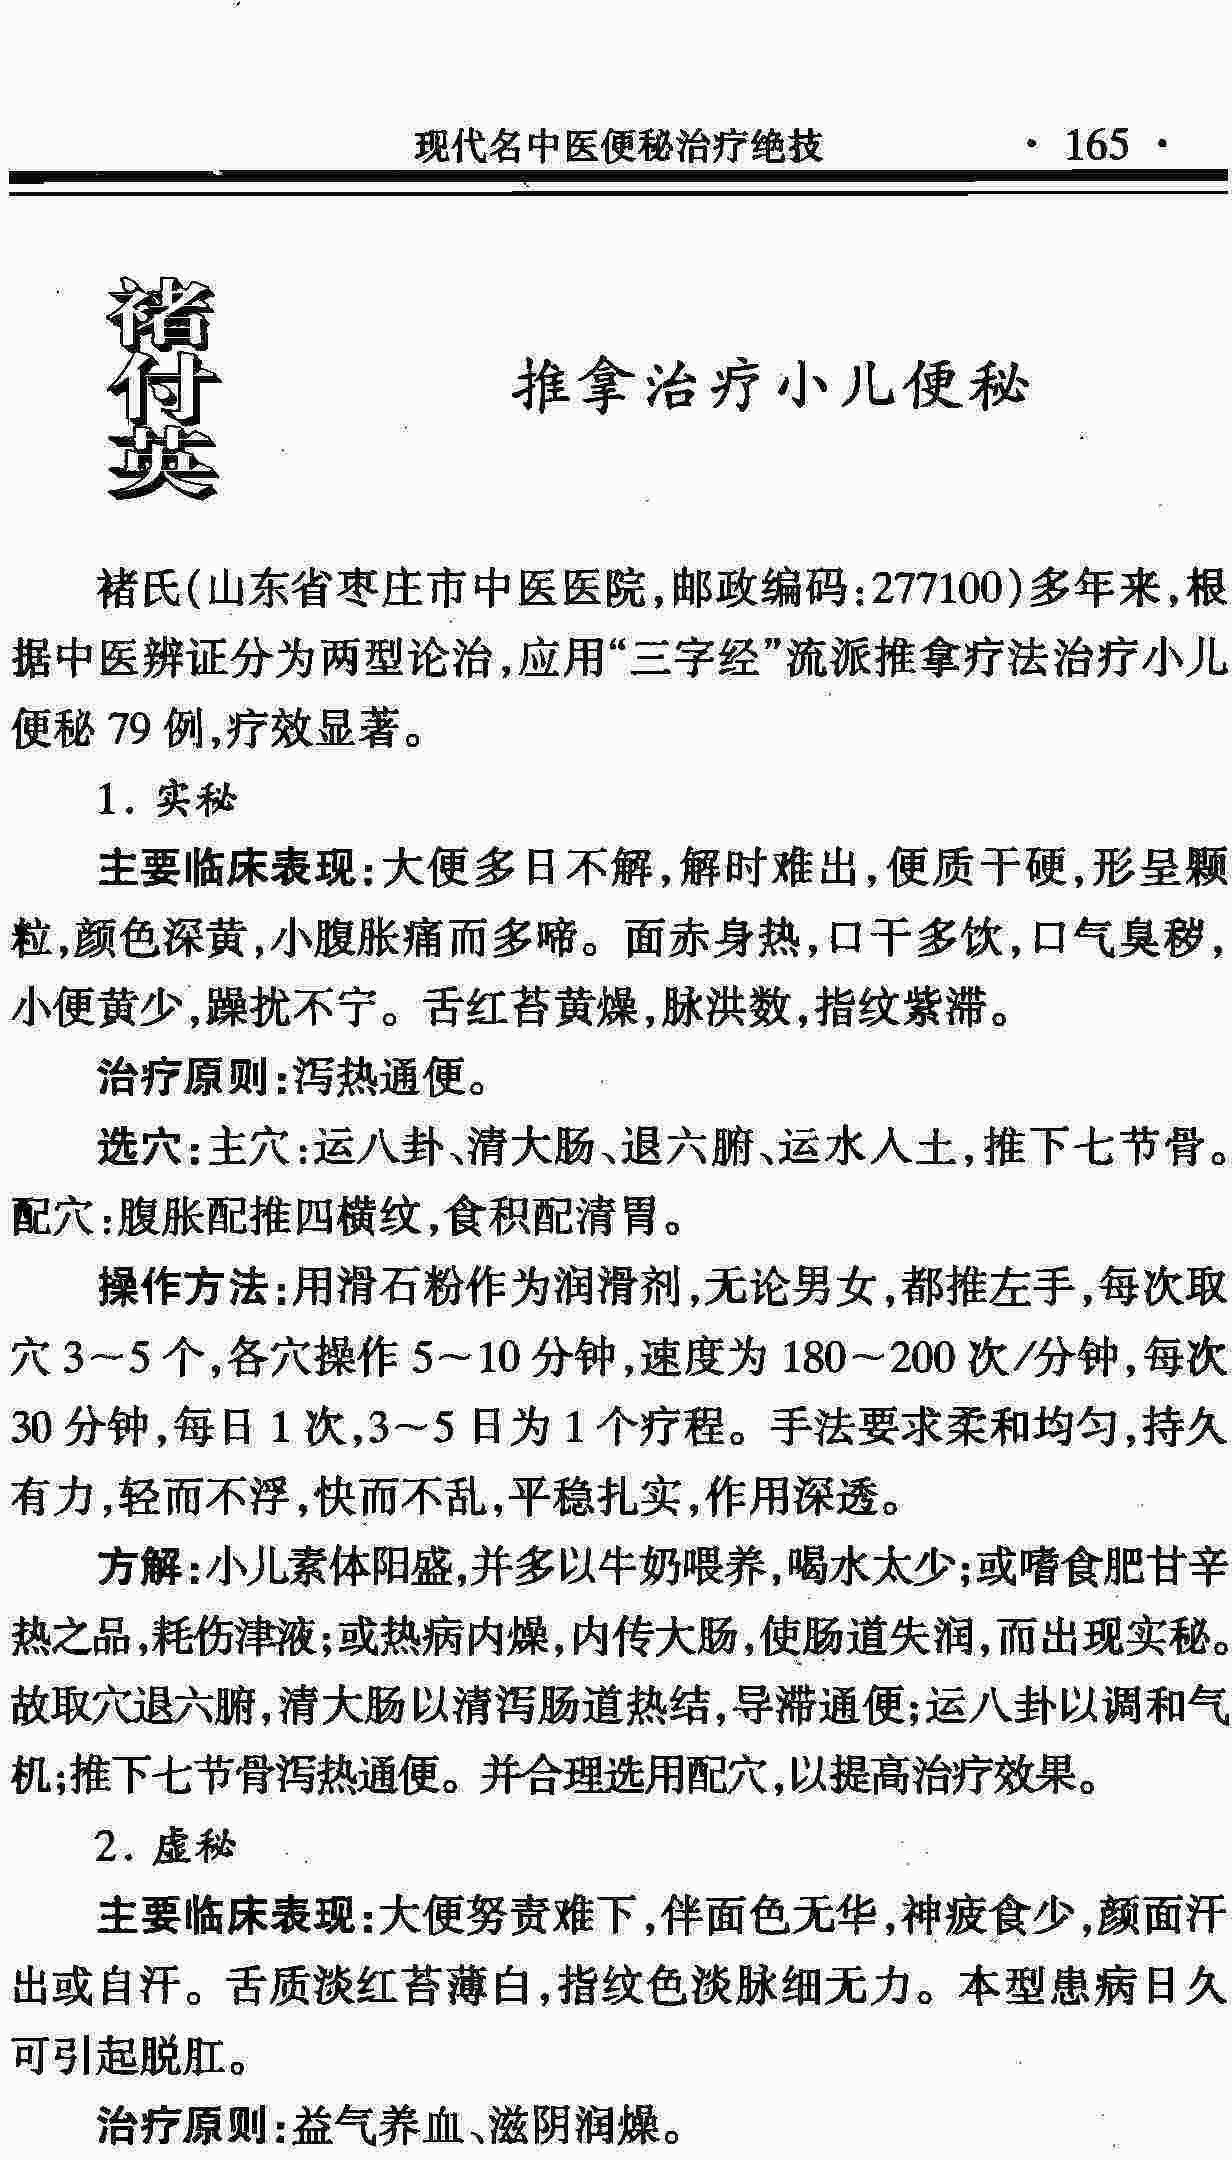 现代名中医便秘治疗绝技 · 165 ·
褚付英
推拿治疗小儿便秘
褚氏(山东省枣庄市中医医院,邮政编码:277100)多年来,根
据中医辨证分为两型论治,应用“三字经”流派推拿疗法治疗小儿
便秘 79 例,疗效显著。
1. 实秘
主要临床表现:大便多日不解,解时难出,便质干硬,形呈颗
粒,颜色深黄,小腹胀痛而多啼。面赤身热,口干多饮,口气臭秽,
小便黄少,躁扰不宁。舌红苔黄燥,脉洪数,指纹紫滞。
治疗原则:泻热通便。
选穴:主穴:运八卦、清大肠、退六腑、运水入土,推下七节骨。
配穴:腹胀配推四横纹,食积配清胃。
操作方法:用滑石粉作为润滑剂,无论男女,都推左手,每次取
穴 3～5 个,各穴操作 5～10 分钟,速度为 180～200 次/分钟,每次
30 分钟,每日 1 次,3～5 日为 1 个疗程。手法要求柔和均匀,持久
有力,轻而不浮,快而不乱,平稳扎实,作用深透。
方解:小儿素体阳盛,并多以牛奶喂养,喝水太少;或嗜食肥甘辛
热之品,耗伤津液;或热病内燥,内传大肠,使肠道失润,而出现实秘。
故取穴退六腑,清大肠以清泻肠道热结,导滞通便;运八卦以调和气
机;推下七节骨泻热通便。并合理选用配穴,以提高治疗效果。
2. 虚秘
主要临床表现:大便努责难下,伴面色无华,神疲食少,颜面汗
出或自汗。舌质淡红苔薄白,指纹色淡脉细无力。本型患病日久
可引起脱肛。
治疗原则:益气养血、滋阴润燥。